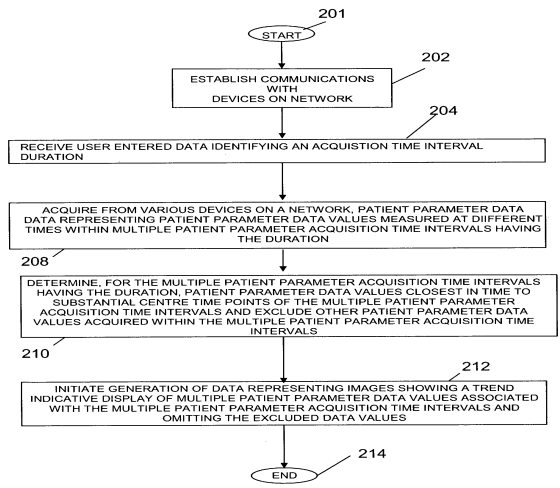 201
START
202
ESTABLISH COMMUNICATIONS
WITH
DEVICES ON NETWORK
204
RECEIVE USER ENTERED DATA IDENTIFYING AN ACQUISTION TIME INTERVAL
DURATION
ACQUIRE FROM VARIOUS DEVICES ON A NETWORK, PATIENT PARAMETER DATA
DATA REPRESENTING PATIENT PARAMETER DATA VALUES MEASURED AT DIIFFERENT
TIMES WITHIN MULTIPLE PATIENT PARAMETER ACQUISITION TIME INTERVALS HAVING
THE DURATION
208
DETERMINE, FOR THE MULTIPLE PATIENT PARAMETER ACQUISITION TIME INTERVALS
HAVING THE DURATION, PATIENT PARAMETER DATA VALUES CLOSEST IN TIME TO
SUBSTANTIAL CENTRE TIME POINTS OF THE MULTIPLE PATIENT PARAMETER
ACQUISITION TIME INTERVALS AND EXCLUDE OTHER PATIENT PARAMETER DATA
VALUES ACQUIRED WITHIN THE MULTIPLE PATIENT PARAMETER ACQUISITION TIME
INTERVALS
210
212
INITIATE GENERATION OF DATA REPRESENTING IMAGES SHOWING A TREND
INDICATIVE DISPLAY OF MULTIPLE PATIENT PARAMETER DATA VALUES ASSOCIATED
WITH THE MULTIPLE PATIENT PARAMETER ACQUISITION TIME INTERVALS AND
OMITTING THE EXCLUDED DATA VALUES
214
END